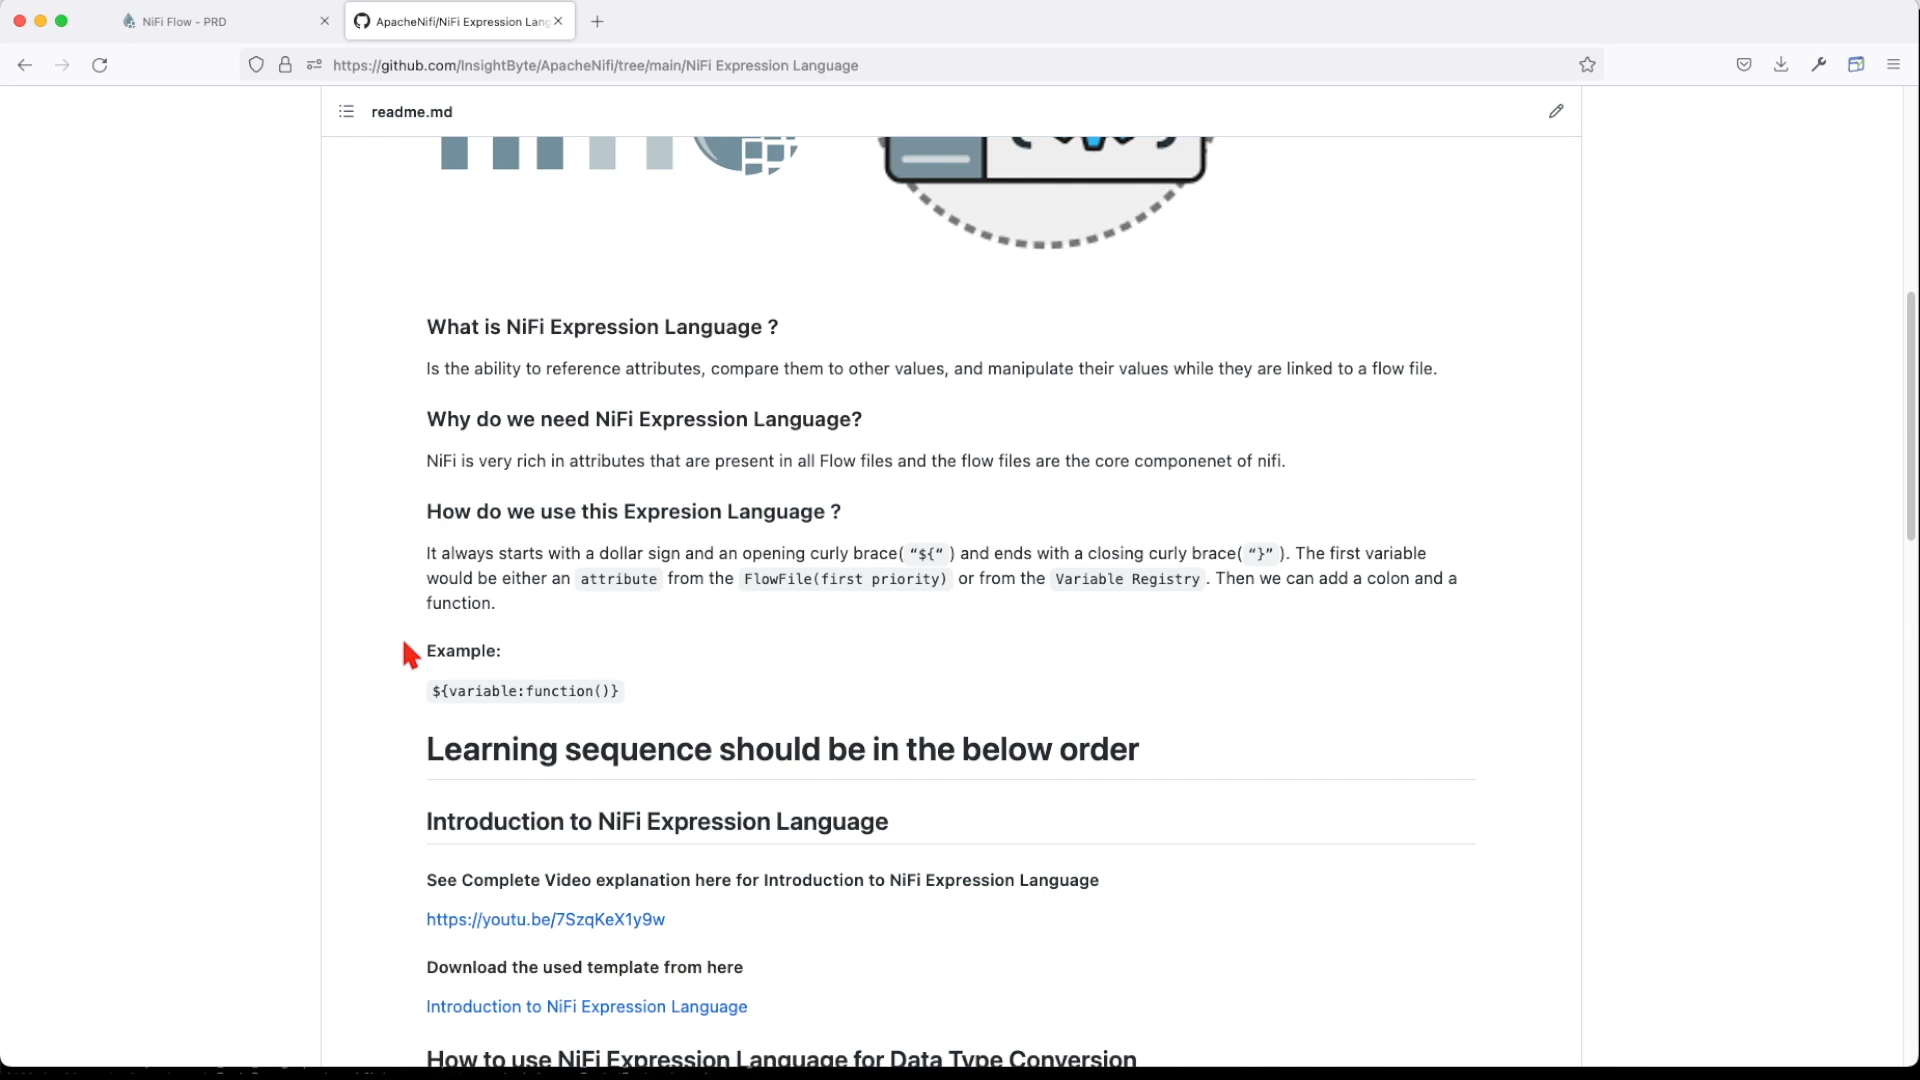 NiFi Flow - PRD
ApacheNifi/NiFi Expression Lang
https://github.com/InsightByte/ApacheNifi/tree/main/NiFi Expression Language
readme.md
What is NiFi Expression Language ?
Is the ability to reference attributes, compare them to other values, and manipulate their values while they are linked to a flow file.
Why do we need NiFi Expression Language?
NiFi is very rich in attributes that are present in all Flow files and the flow files are the core componenet of nifi.
How do we use this Expresion Language ?
It always starts with a dollar sign and an opening curly brace( “${“ ) and ends with a closing curly brace( “}” ). The first variable
would be either an attribute from the FlowFile(first priority) or from the Variable Registry . Then we can add a colon and a
function.
Example:
${variable:function()}
Learning sequence should be in the below order
Introduction to NiFi Expression Language
See Complete Video explanation here for Introduction to NiFi Expression Language
https://youtu.be/7SzqKeX1y9w
Download the used template from here
Introduction to NiFi Expression Language
How to use NiFi Expression Language for Data Type Conversion